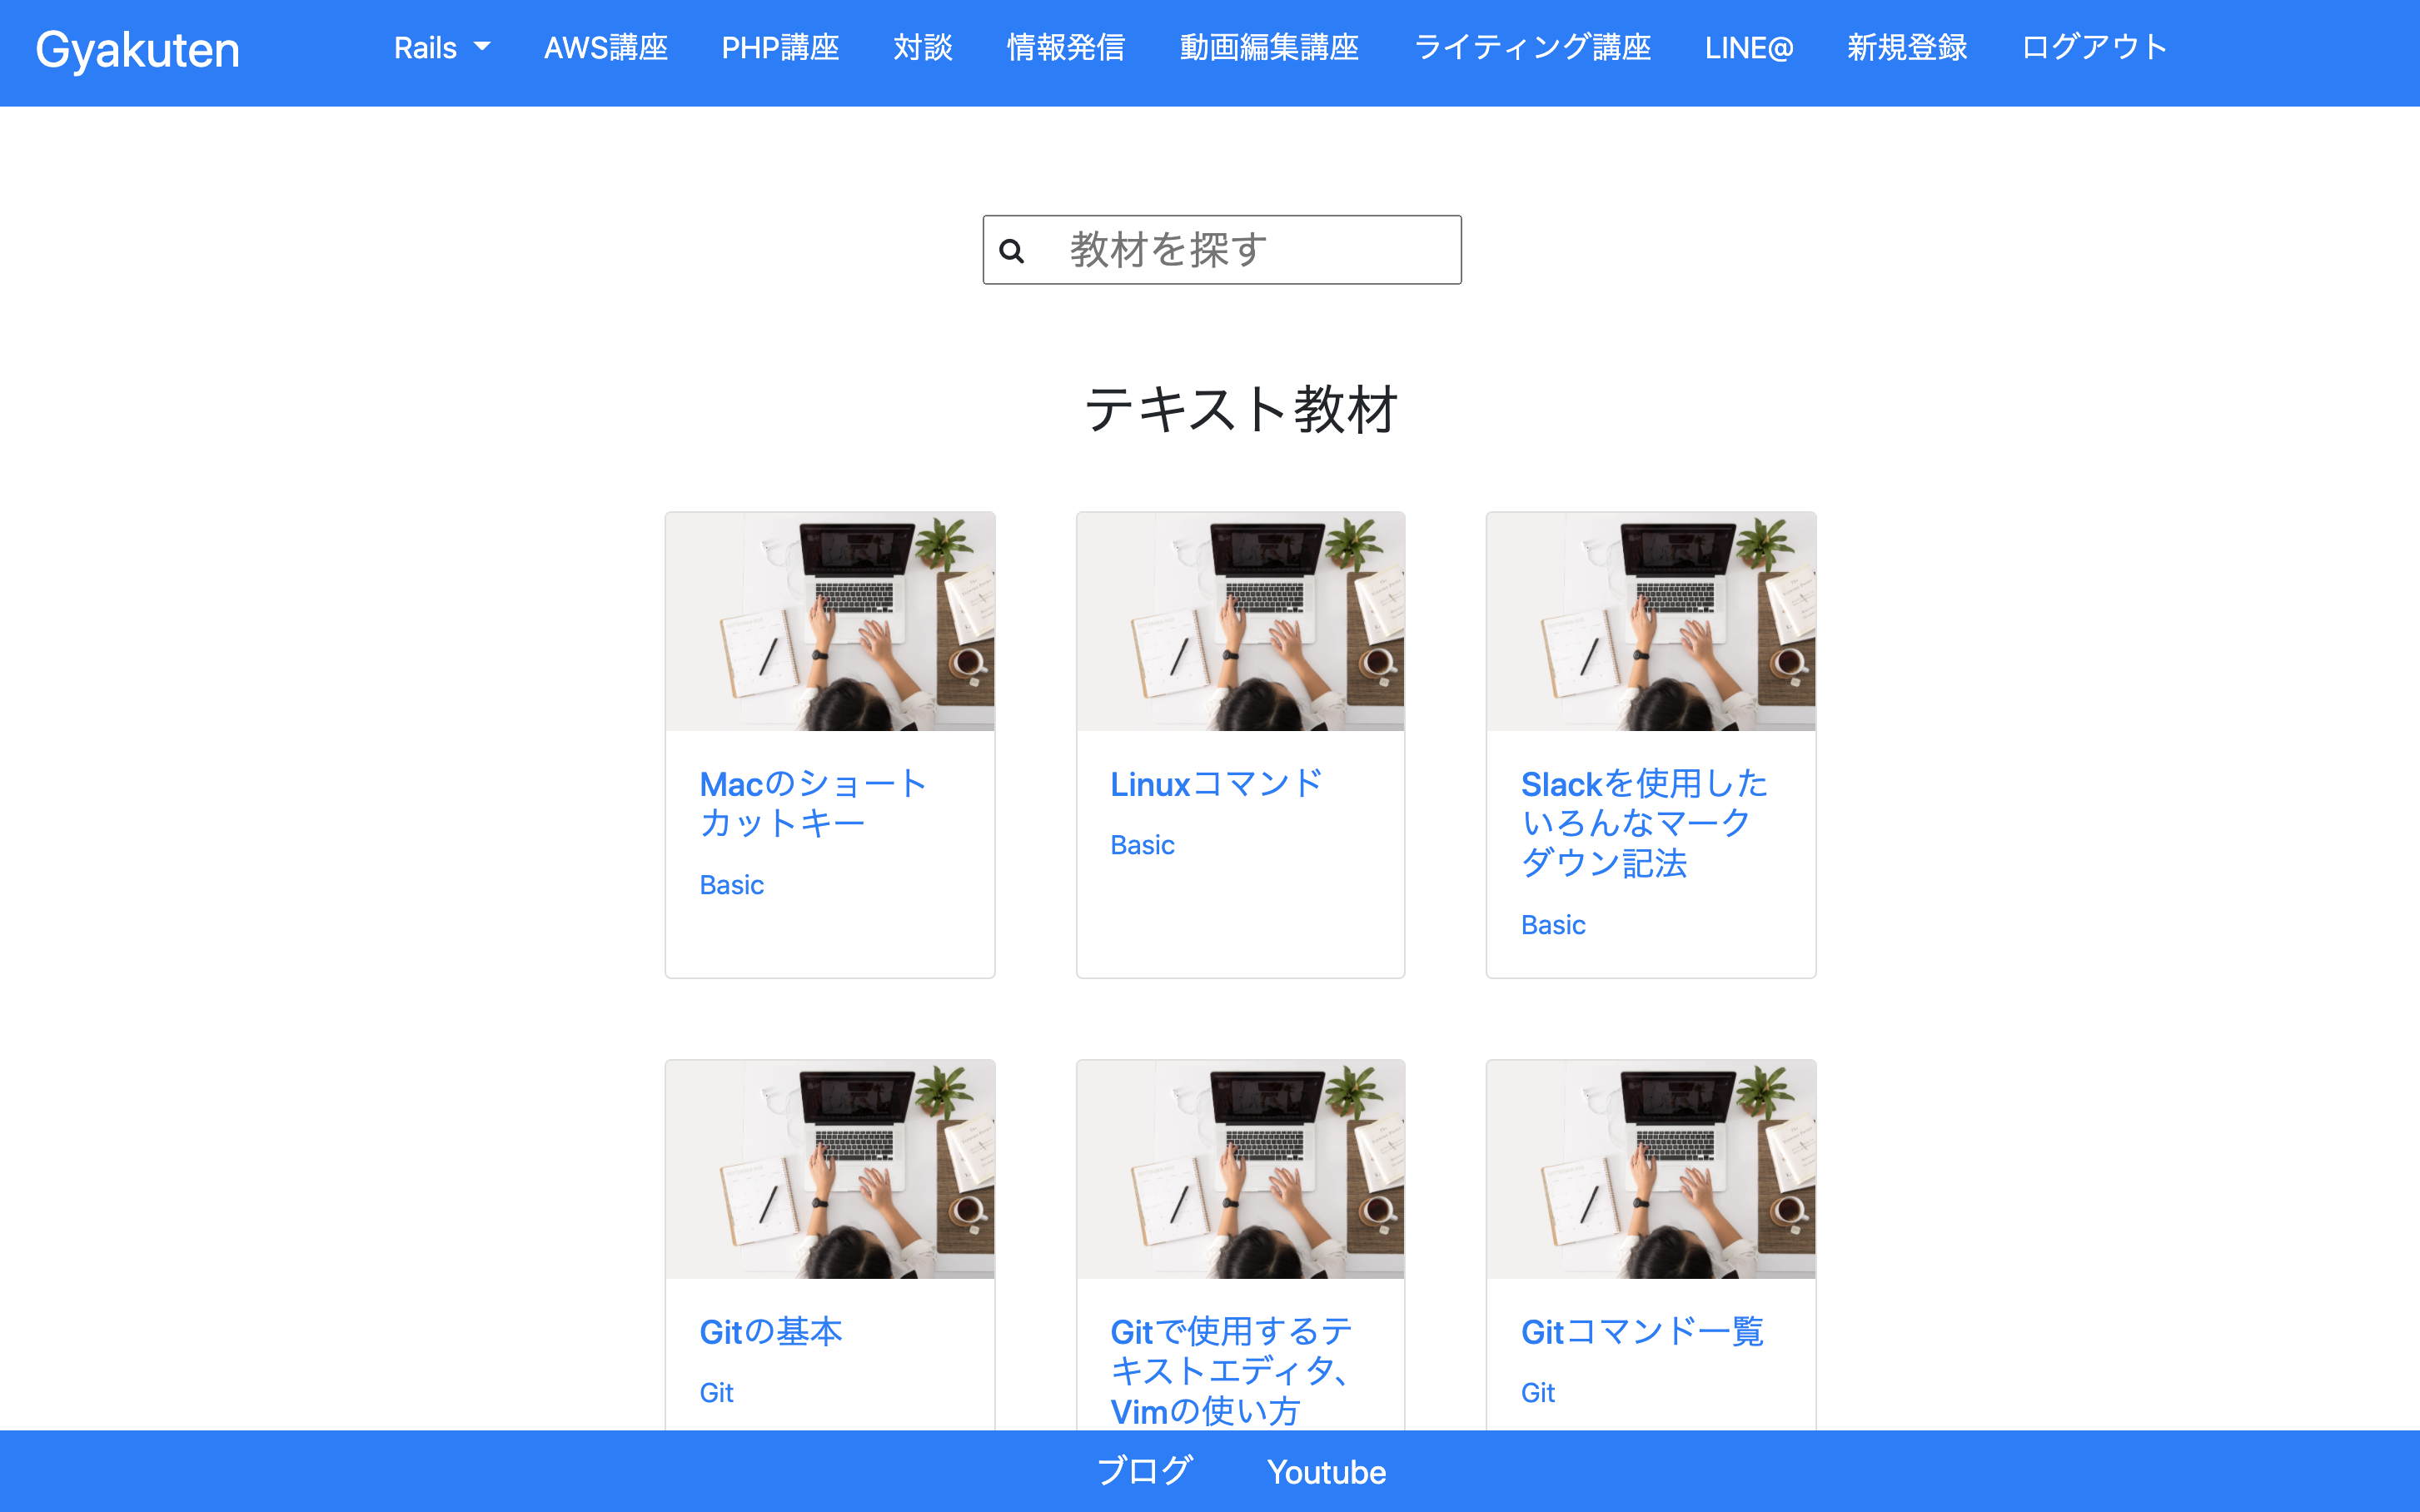 Gyakuten
Rails
AWS講座
PHP講座
対談
情報発信
動画編集講座
ライティング講座
LINE@
新規登録
ログアウト
教材を探す
テキスト教材
Macのショート
カットキー
Basic
Linuxコマンド
Basic
Slackを使用した
いろんなマーク
ダウン記法
Basic
Gitの基本
Git
Gitで使用するテ
キストエディタ、
Vimの使い方
Gitコマンド一覧
Git
ブログ
Youtube